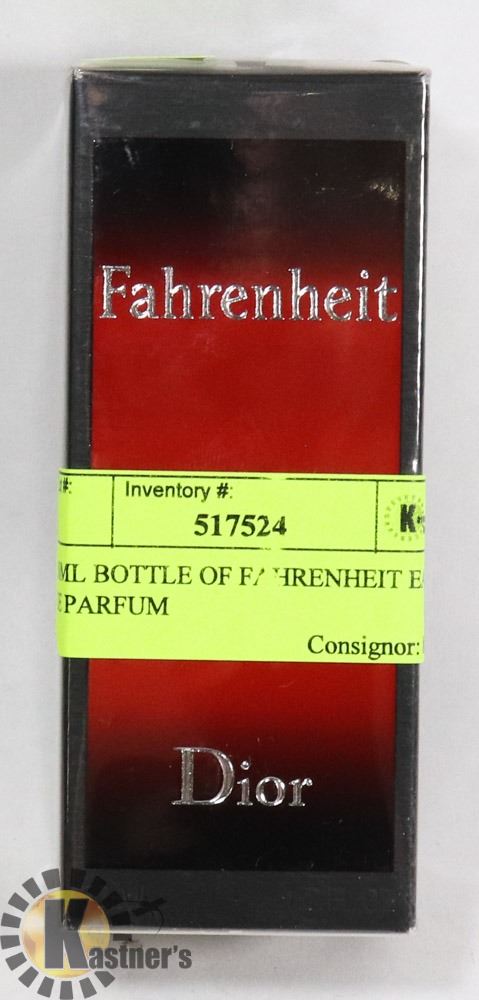 Fahrenheit
#:
Inventory #:
517524
K
ML BOTTLE OF FAHRENHEIT
PARFUM
Consignor:
Dior
Kastner's